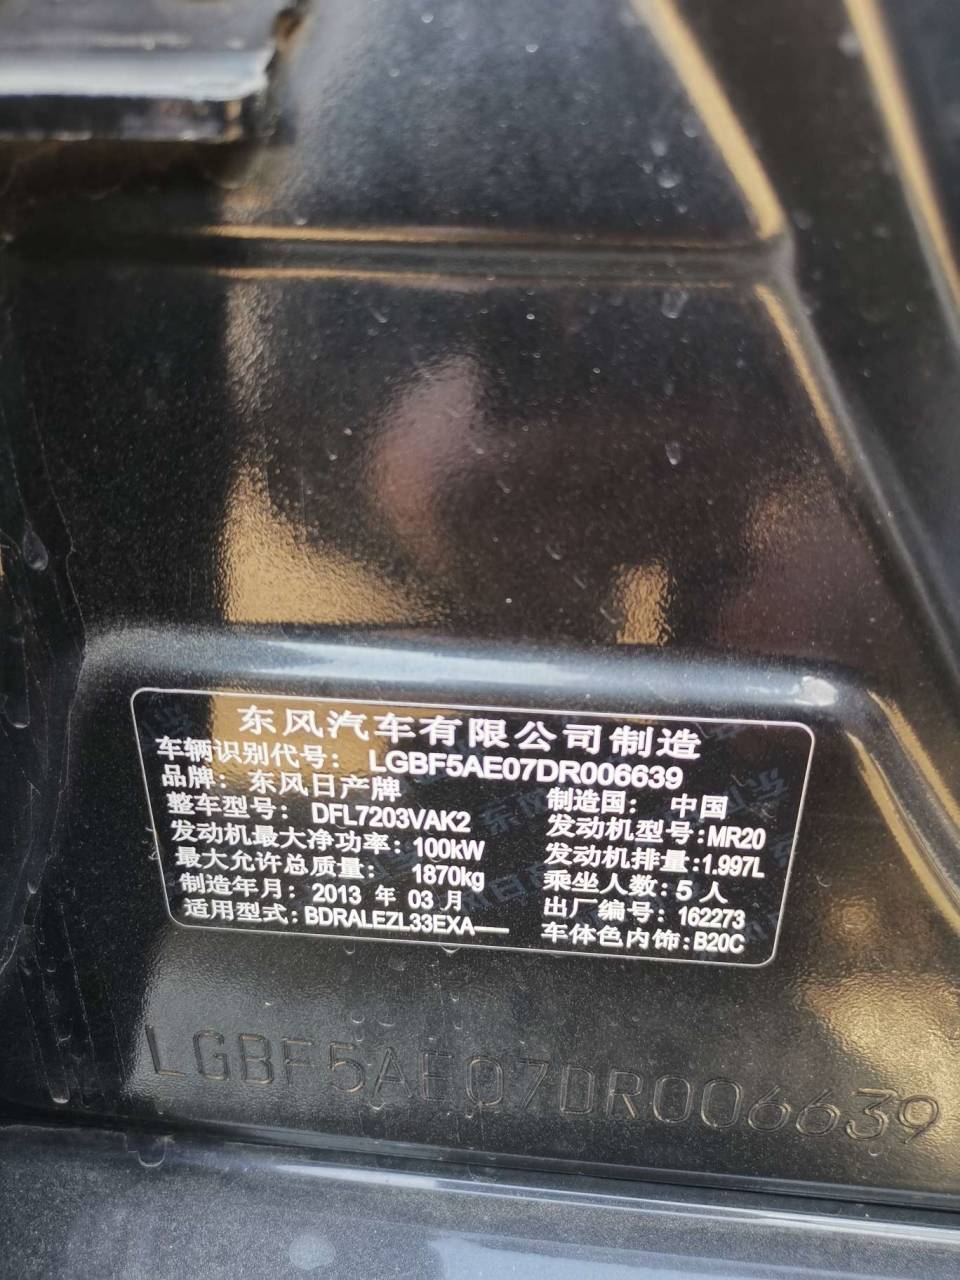 东风汽车有限公司制造
车辆识别代号: LGBF5AE07DR006639
品牌: 东风日产牌 制造国: 中国
整车型号: DFL7203VAK2 发动机型号:MR20
发动机最大净功率: 100kW 发动机排量:1.997L
最大允许总质量: 1870kg 乘坐人数:5人
制造年月: 2013 年 03 月 出厂编号: 162273
适用型式:BDRALEZL33EXA— 车体色内饰:B20C
LGBF5AE07DR006639